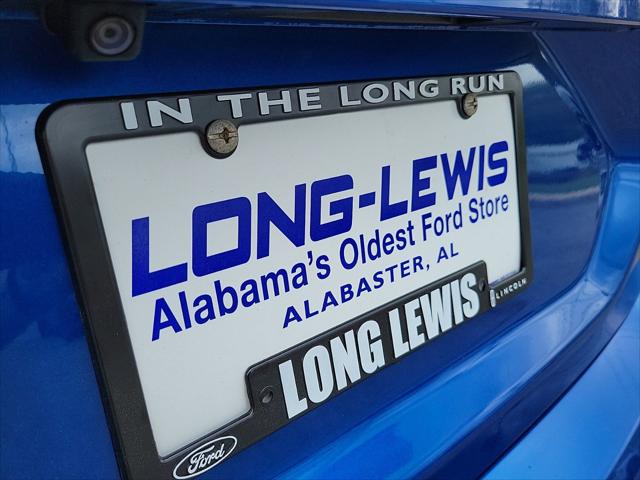 IN THE LONG RUN
LONG-LEWIS
Alabama's Oldest Ford Store
ALABASTER, AL
LONG LEWIS
LINCOLN
Ford